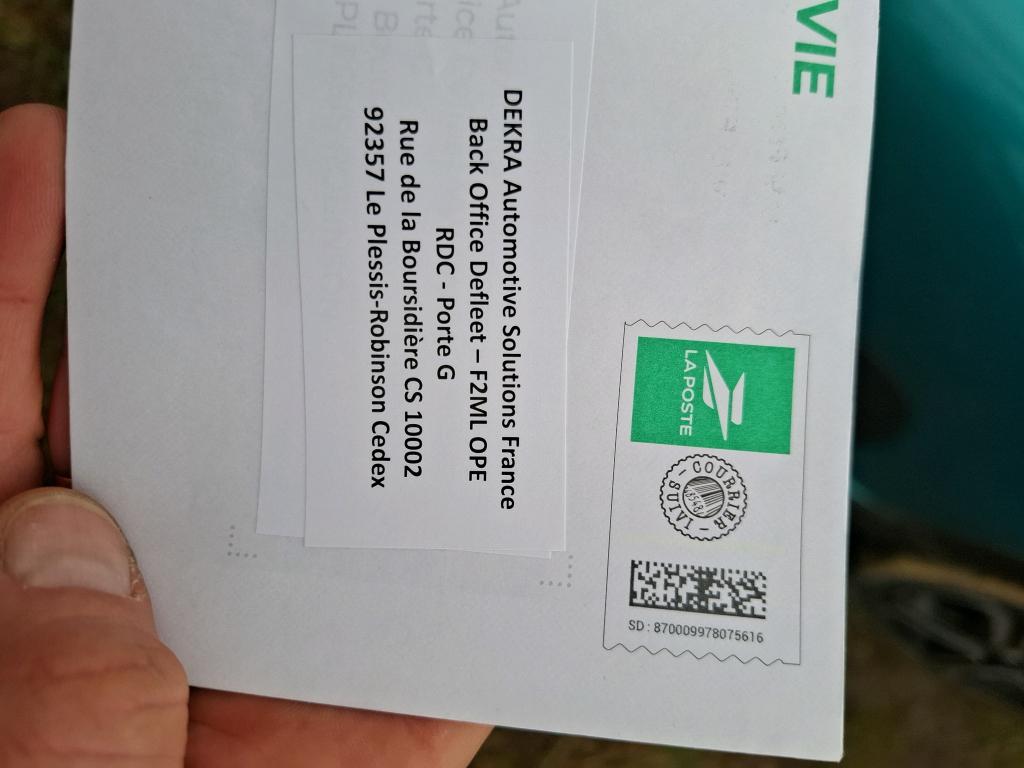 VIE
DEKRA Automotive Solutions France
Back Office Defleet – F2ML OPE
RDC - Porte G
Rue de la Boursidière CS 10002
92357 Le Plessis-Robinson Cedex
LA POSTE
COURRIER
SUIVI
SD : 870009978075616